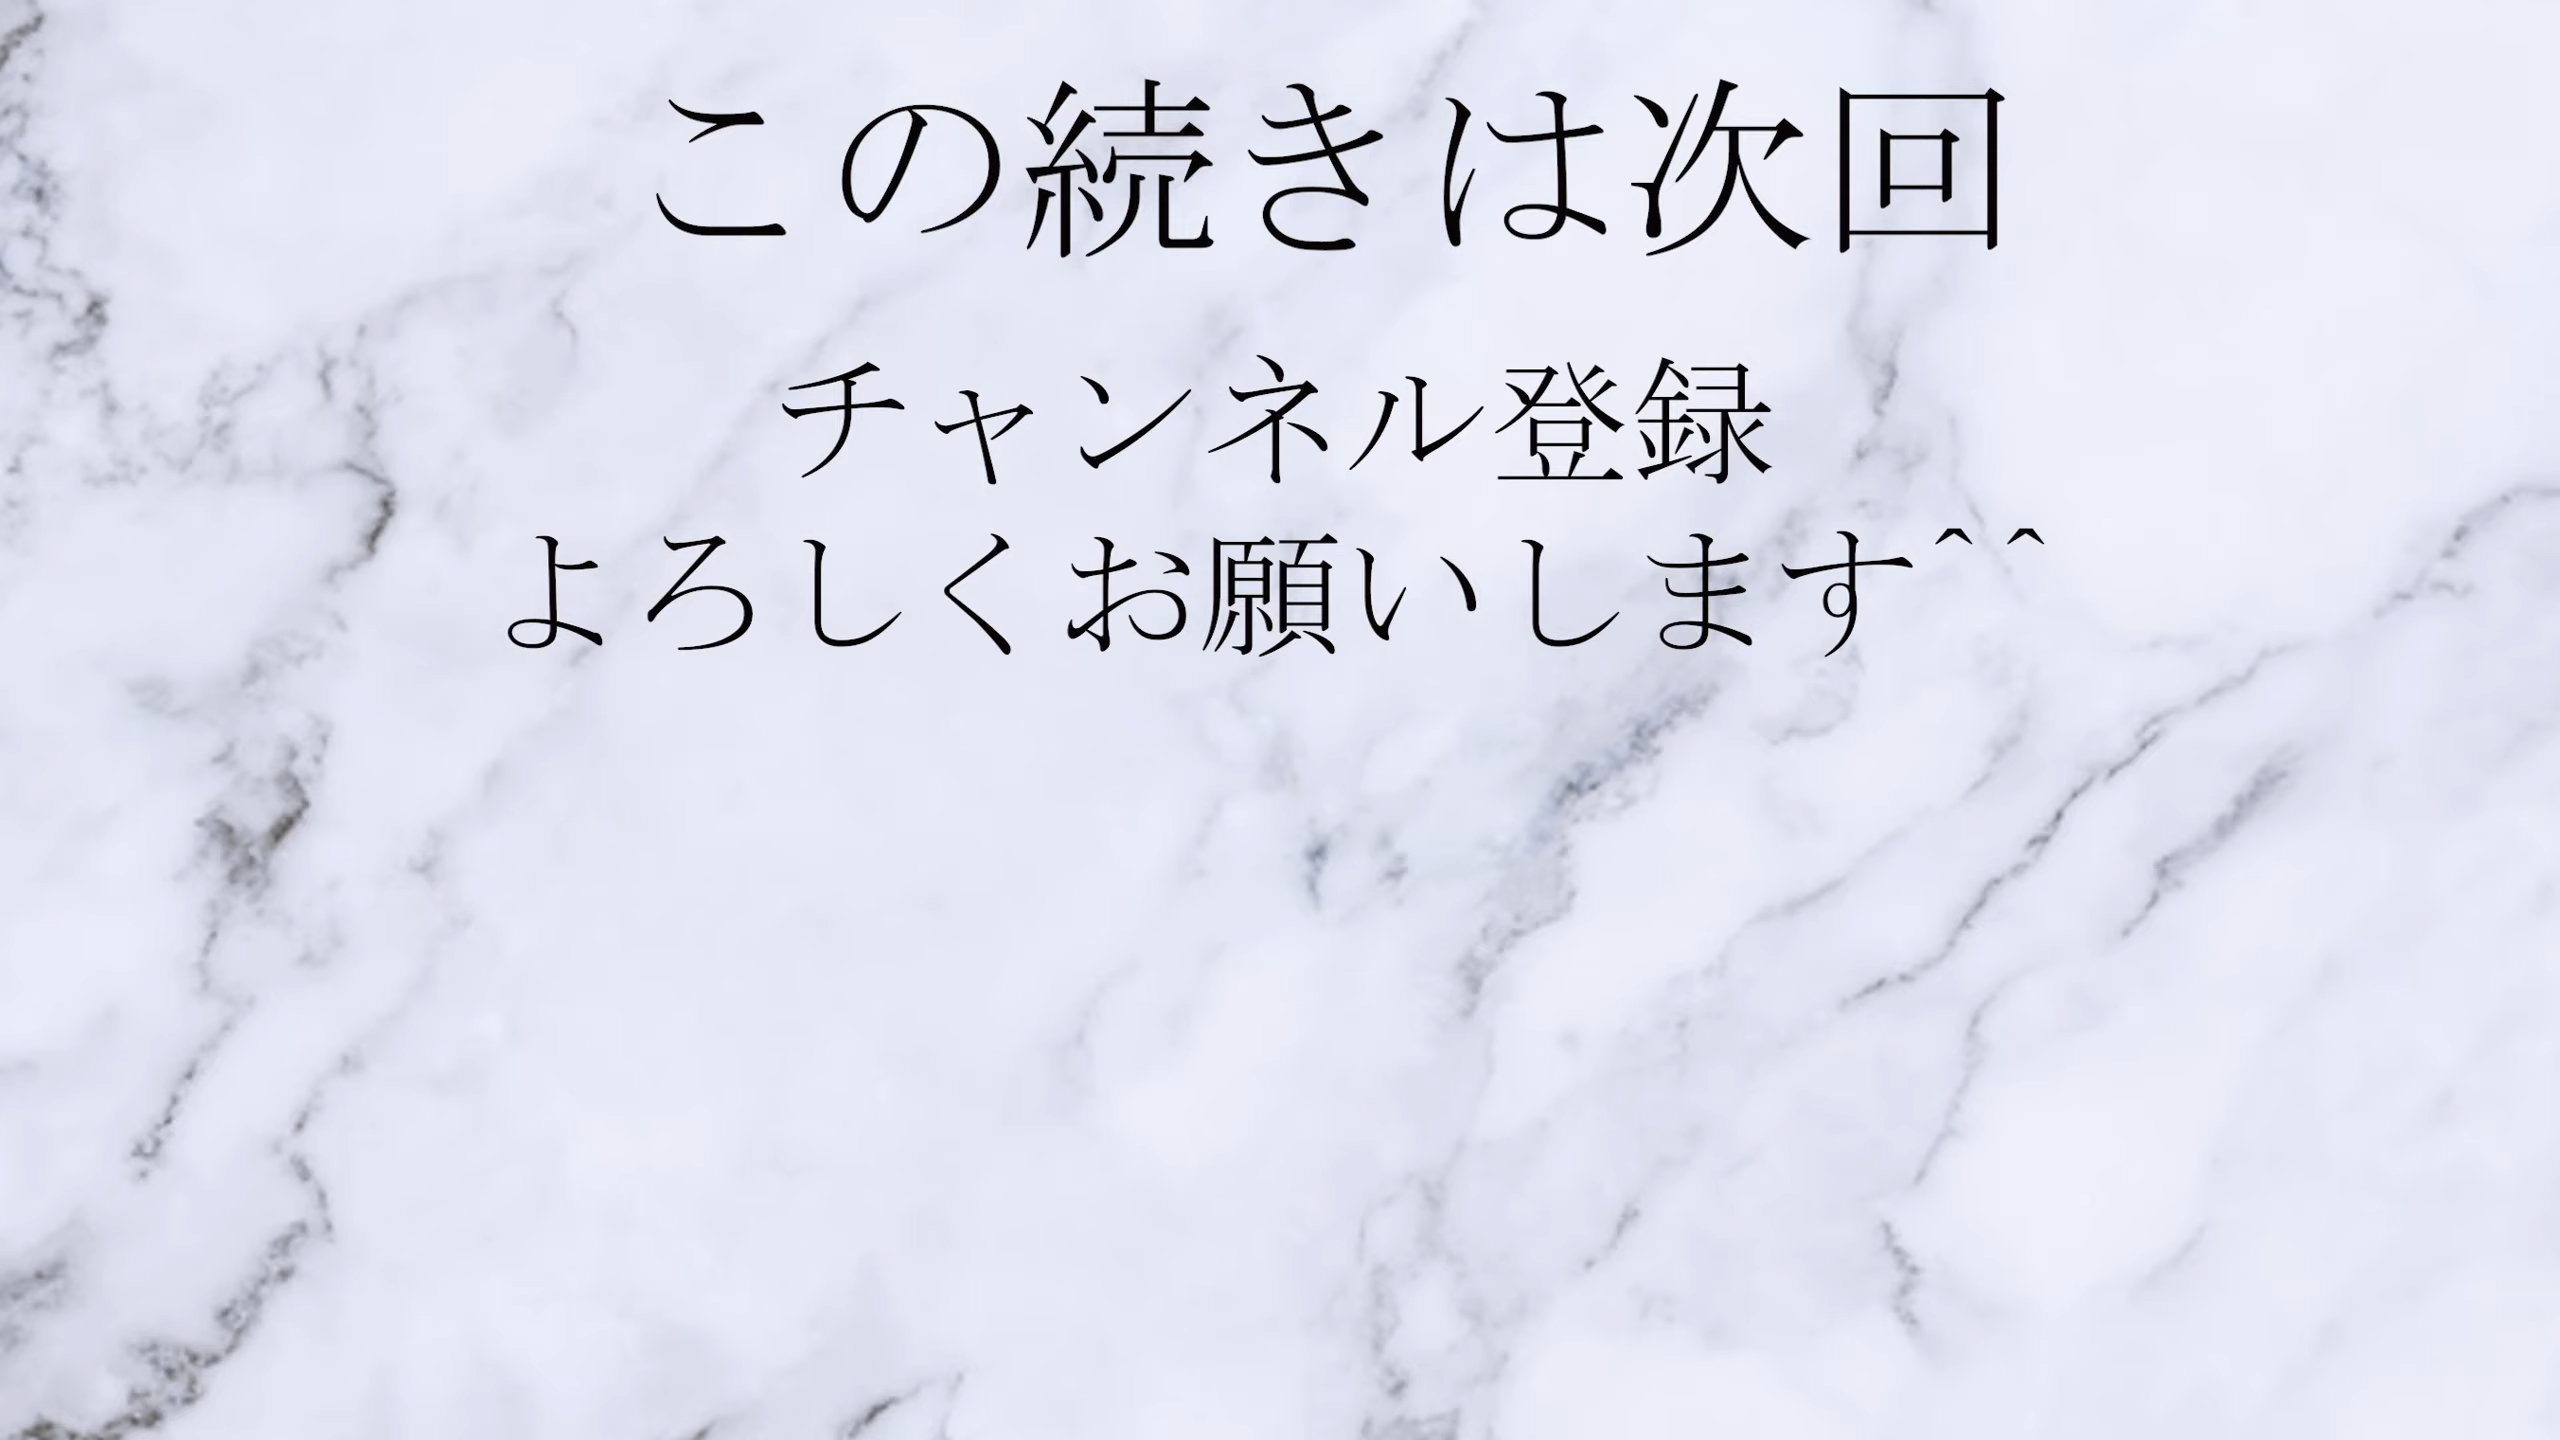 この続きは次回
チャンネル登録
よろしくお願いします^ ^